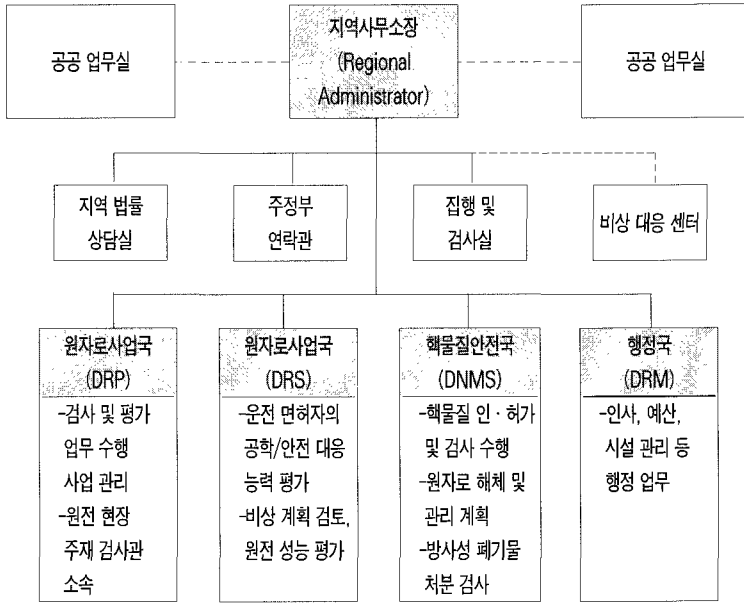 공공 업무실
지역사무소장
(Regional
Administrator)
공공 업무실
지역 법률
상담실
주정부
연락관
집행 및
검사실
비상 대응 센터
원자로사업국
(DRP)
-검사 및 평가
업무 수행
사업 관리
-원전 현장
주재 검사관
소속
원자로사업국
(DRS)
-운전 면허자의
공학/안전 대응
능력 평가
-비상 계획 검토,
원전 성능 평가
핵물질안전국
(DNMS)
-핵물질 인·허가
및 검사 수행
-원자로 해체 및
관리 계획
-방사성 폐기물
처분 검사
행정국
(DRM)
-인사, 예산,
시설 관리 등
행정 업무